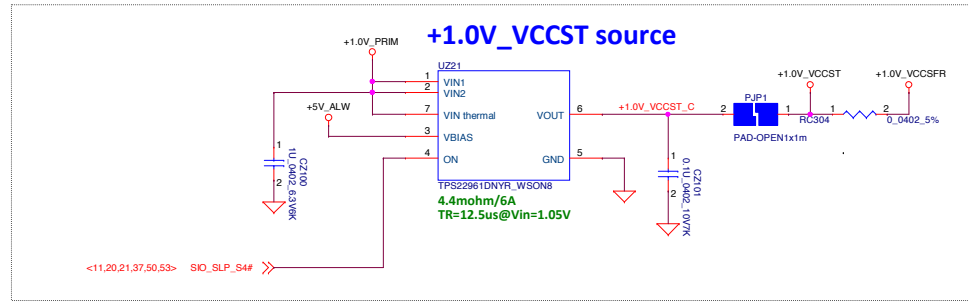 +1.0V_VCCST source
+1.0V_PRIM
UZ21
1 VIN1
2 VIN2
7 VIN thermal
3 VBIAS
4 ON
VOUT 6
GND 5
TPS22961DNYR_WSON8
4.4mohm/6A
TR=12.5us@Vin=1.05V
+5V_ALW
1
2
CZ100
1U_0402_6.3V6K
+1.0V_VCCST_C
1
2
CZ101
0.1U_0402_10V7K
2 PJP1 1
PAD-OPEN1x1m
+1.0V_VCCST
+1.0V_VCCSFR
1 2
RC304 0_0402_5%
<11,20,21,37,50,53> SIO_SLP_S4#